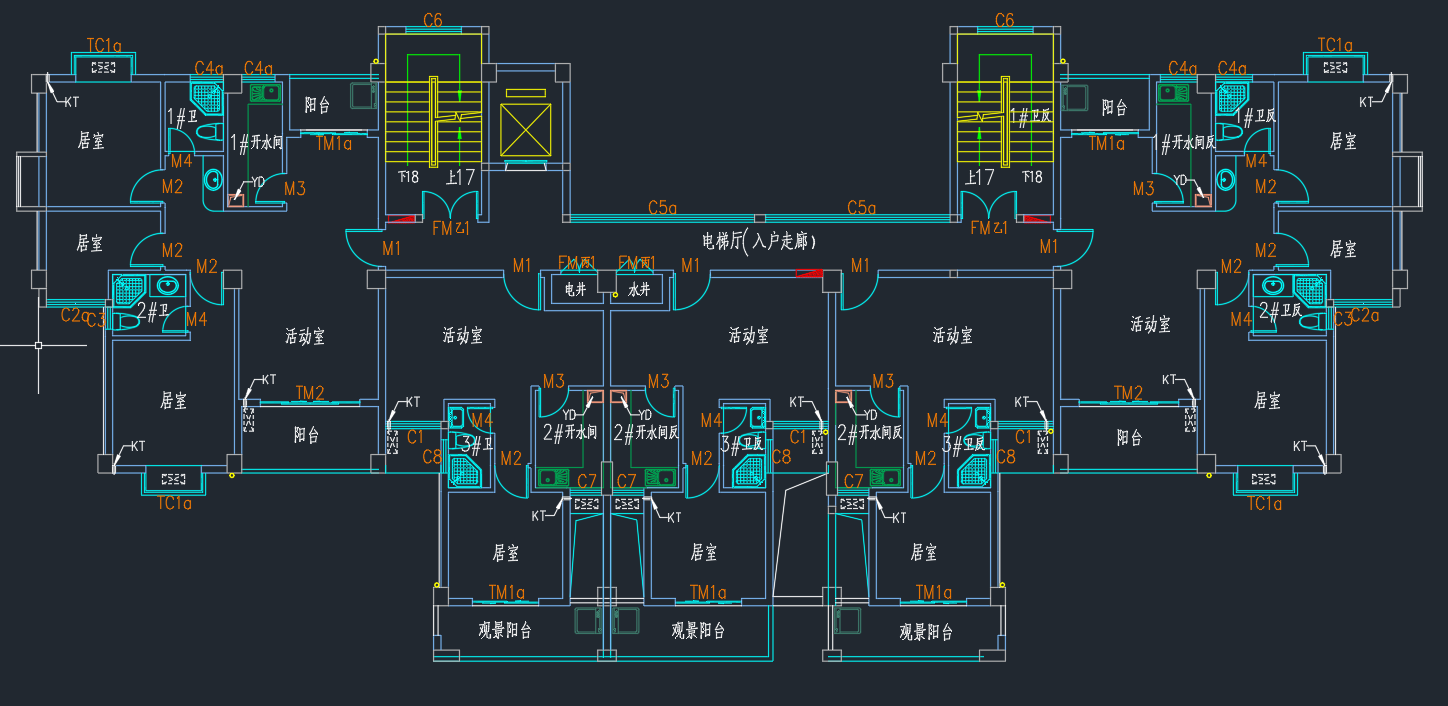 C6
C6
TC1a
TC1a
C4a
C4a
C4a
C4a
KT
KT
阳台
阳台
1#卫
1#卫反
1#卫反
居室
1#开水间
TM1a
TM1a
1#开水间反
居室
M4
M4
下18
上17
上17
下18
M2
YD
M3
M3
YD
M2
C5a
C5a
FM乙1
FM乙1
居室
M2
M1
电梯厅(入户走廊)
M1
M2
居室
M2
M1
FM丙1
FM丙1
M1
M1
M2
电井
水井
C2a
C3
2#卫
M4
M4
2#卫反
C3
C2a
活动室
活动室
活动室
活动室
活动室
KT
TM2
M3
M3
M3
TM2
KT
居室
KT
YD
YD
KT
YD
KT
居室
M4
M4
M4
阳台
C1
3#卫
2#开水间
2#开水间反
3#卫反
C1
2#开水间反
3#卫反
C1
阳台
KT
C8
M2
M2
C8
M2
C8
KT
TC1a
C7
C7
C7
TC1a
KT
KT
KT
居室
居室
居室
TM1a
TM1a
TM1a
观景阳台
观景阳台
观景阳台